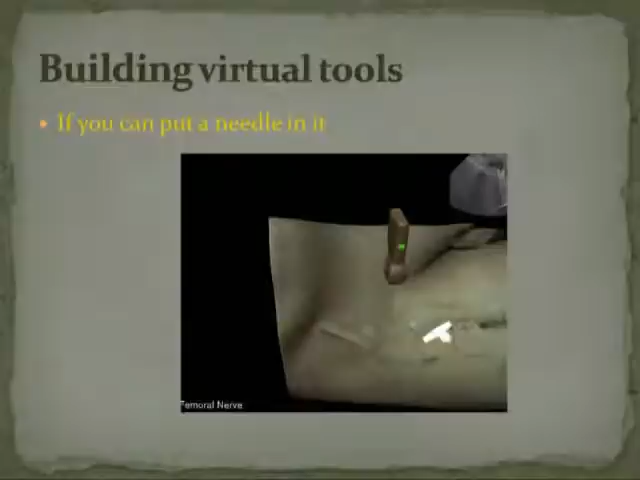 Building virtual tools
• If you can put a needle in it
Femoral Nerve